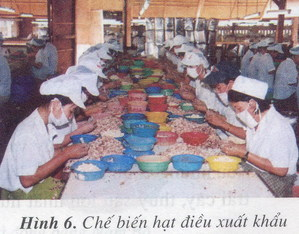 Hình 6. Chế biến hạt điều xuất khẩu